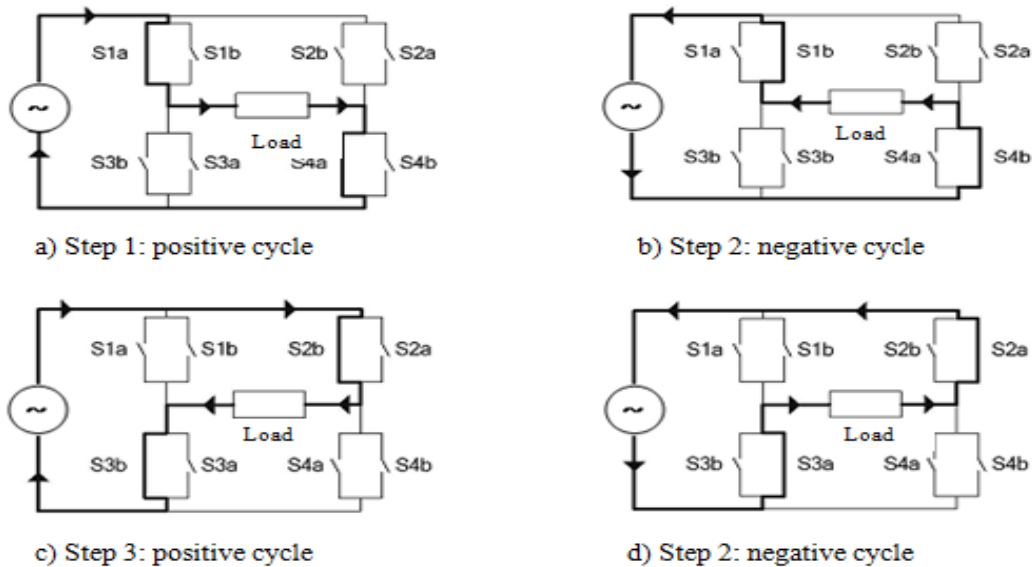 S1a S1b S2b S2a
~
Load
S3b S3a S4a S4b
a) Step 1: positive cycle
S1a S1b S2b S2a
~
Load
S3b S3b S4a S4b
b) Step 2: negative cycle
S1a S1b S2b S2a
~
Load
S3b S3a S4a S4b
c) Step 3: positive cycle
S1a S1b S2b S2a
~
Load
S3b S3a S4a S4b
d) Step 2: negative cycle